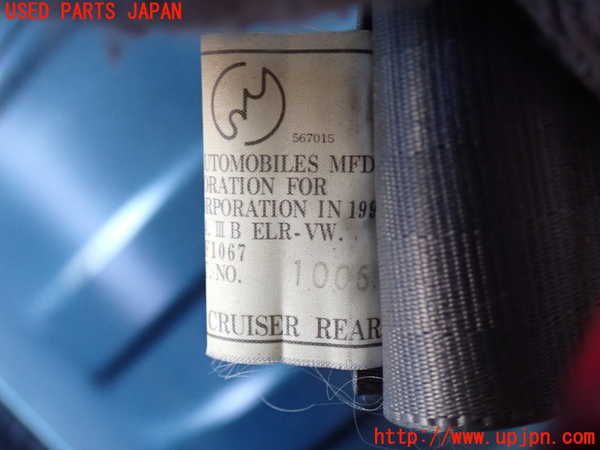 USED PARTS JAPAN
567015
UTOMOBILES MFD
ORATION FOR
RPORATION IN 199
III B ELR-VW.
1067
NO. 1006
CRUISER REAR
http://www.upjpn.com/